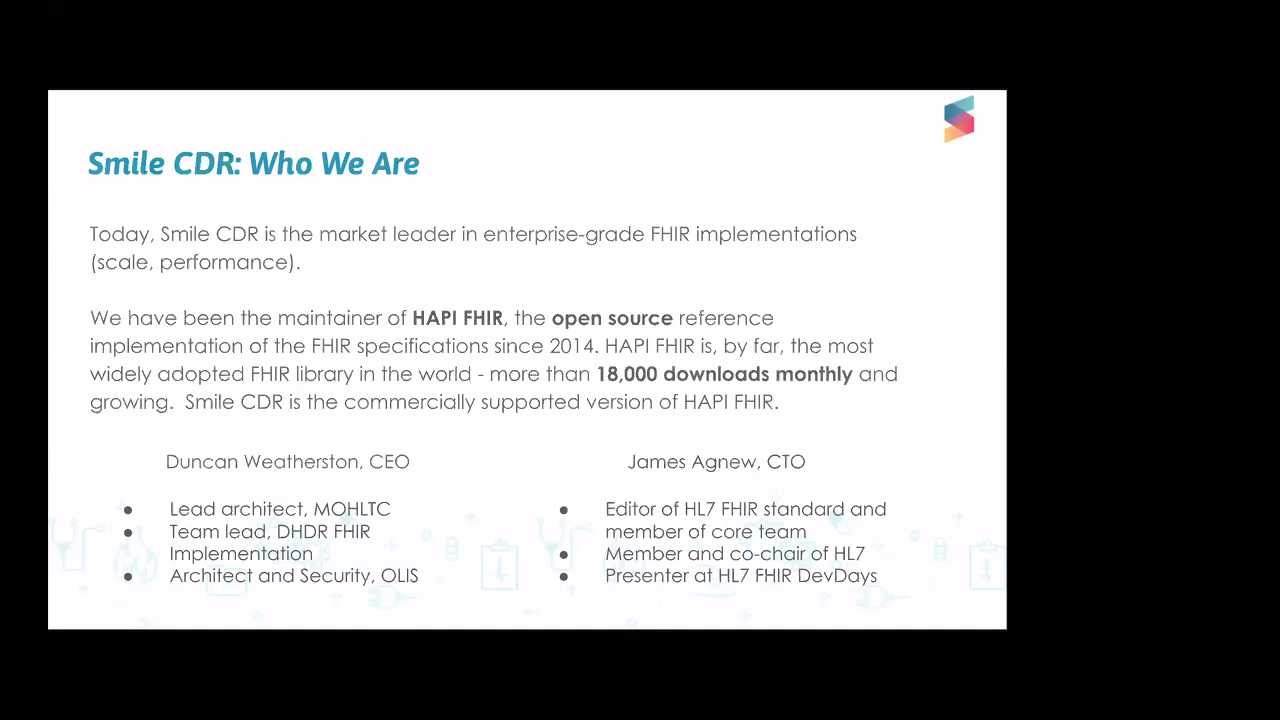 Smile CDR: Who We Are
Today, Smile CDR is the market leader in enterprise-grade FHIR implementations
(scale, performance).
We have been the maintainer of HAPI FHIR, the open source reference
implementation of the FHIR specifications since 2014. HAPI FHIR is, by far, the most
widely adopted FHIR library in the world - more than 18,000 downloads monthly and
growing. Smile CDR is the commercially supported version of HAPI FHIR.
Duncan Weatherston, CEO
● Lead architect, MOHLTC
● Team lead, DHDR FHIR
Implementation
● Architect and Security, OLIS
James Agnew, CTO
● Editor of HL7 FHIR standard and
member of core team
● Member and co-chair of HL7
● Presenter at HL7 FHIR DevDays